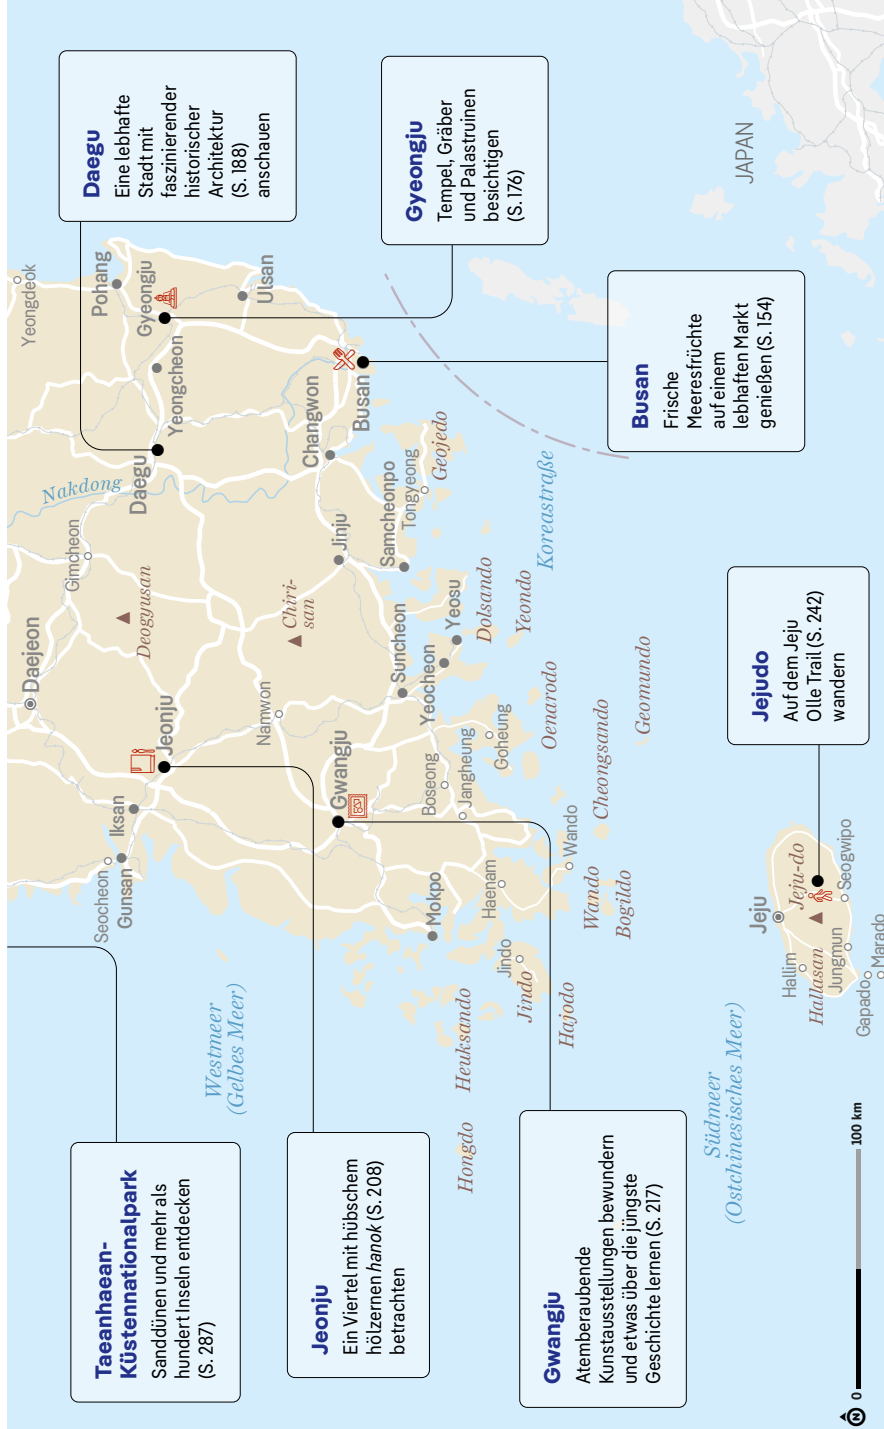 Taeanhaean-
Küstennationalpark
Sanddünen und mehr als
hundert Inseln entdecken
(S. 287)
Jeonju
Ein Viertel mit hübschem
hölzernen hanok (S. 208)
betrachten
Gwangju
Atemberaubende
Kunstausstellungen bewundern
und etwas über die jüngste
Geschichte lernen (S. 217)
Daegu
Eine lebhafte
Stadt mit
faszinierender
historischer
Architektur
(S. 188)
anschauen
Gyeongju
Tempel, Gräber
und Palastruinen
besichtigen
(S. 176)
Busan
Frische
Meeresfrüchte
auf einem
lebhaften Markt
genießen (S. 154)
Jejudo
Auf dem Jeju
Olle Trail (S. 242)
wandern
Yeongdeok
Pohang
Gyeongju
Ulsan
Yeongcheon
Daegu
Nakdong
Gimcheon
Daejeon
Deogyusan
Chiri-
san
Jeonju
Iksan
Seocheon
Gunsan
Namwon
Gwangju
Changwon
Busan
Jinju
Samcheonpo
Tongyeong
Geojedo
Koreastraße
Suncheon
Yeocheon
Yeosu
Dolsando
Yeondo
Boseong
Jangheung
Goheung
Oenarodo
Cheongsando
Geomundo
Mokpo
Haenam
Wando
Wando
Bogildo
Jindo
Jindo
Hajodo
Heuksando
Hongdo
Westmeer
(Gelbes Meer)
Südmeer
(Ostchinesisches Meer)
JAPAN
Jeju
Jeju-do
Hallim
Hallasan
Jungmun
Seogwipo
Gapado
Marado
N
0
100 km